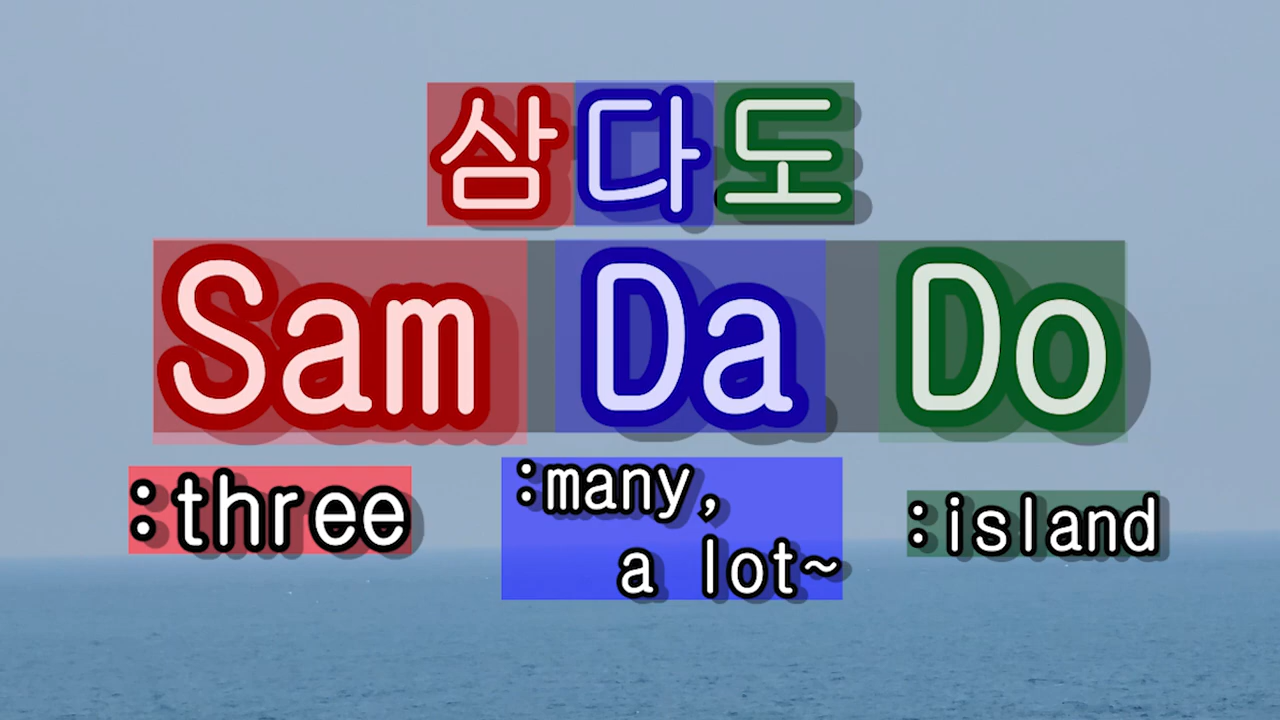 삼다도
Sam Da Do
:three :many, :island
a lot~